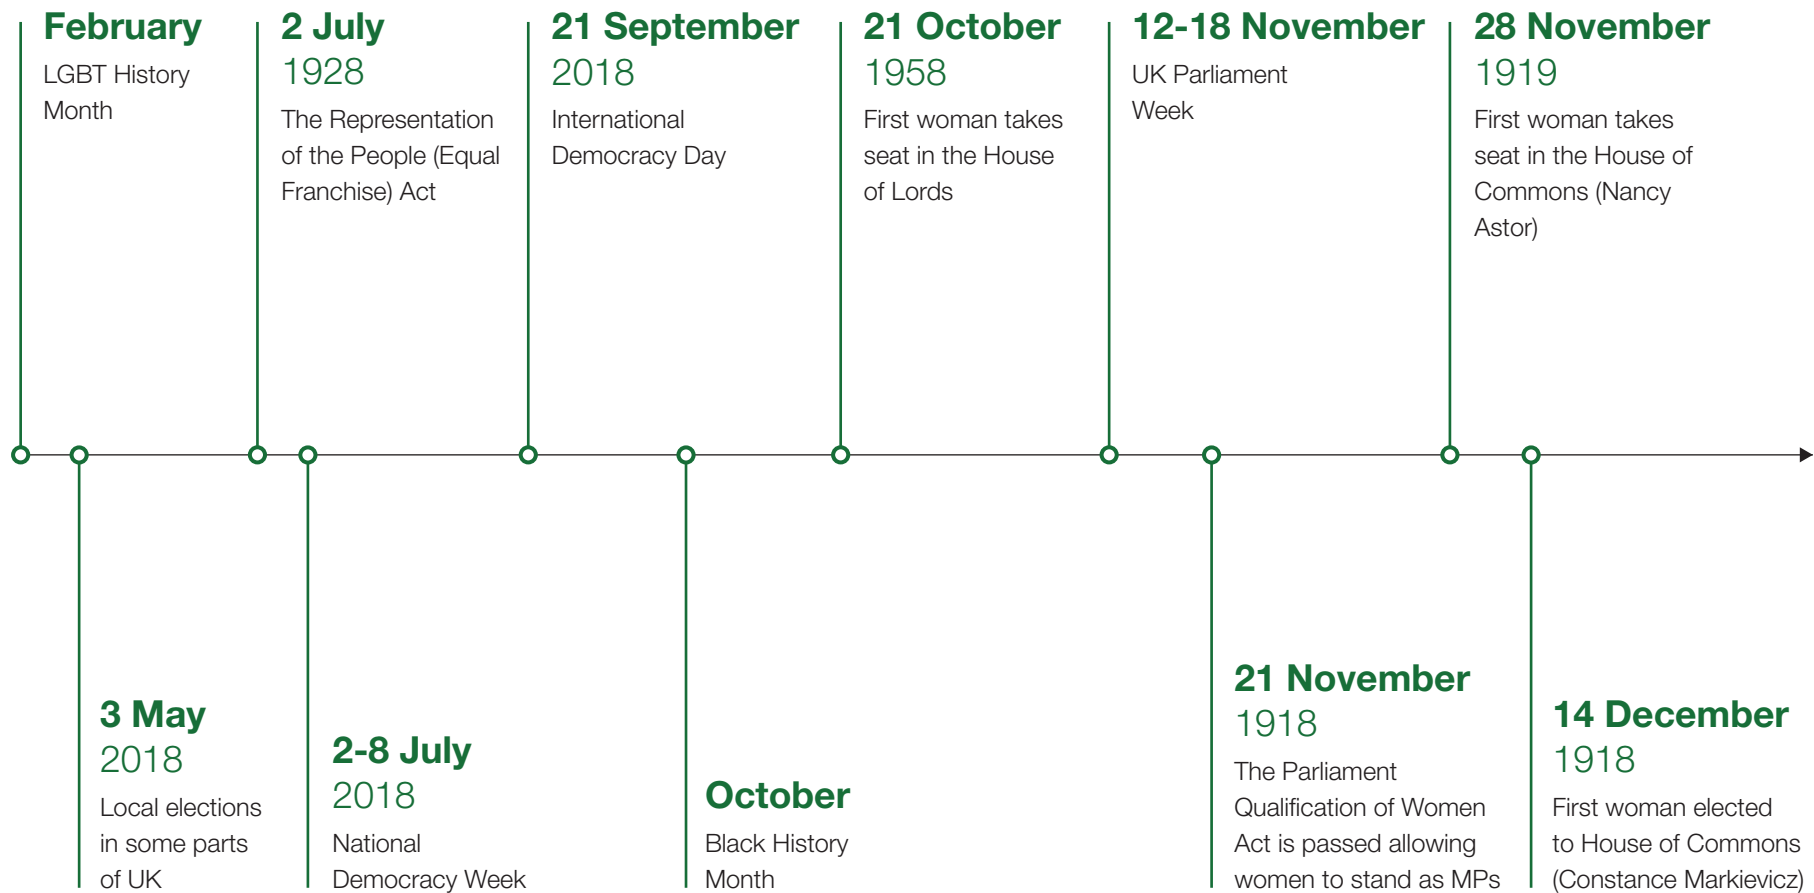 February
LGBT History
Month
2 July
1928
The Representation
of the People (Equal
Franchise) Act
21 September
2018
International
Democracy Day
21 October
1958
First woman takes
seat in the House
of Lords
12-18 November
UK Parliament
Week
28 November
1919
First woman takes
seat in the House of
Commons (Nancy
Astor)
3 May
2018
Local elections
in some parts
of UK
2-8 July
2018
National
Democracy Week
October
Black History
Month
21 November
1918
The Parliament
Qualification of Women
Act is passed allowing
women to stand as MPs
14 December
1918
First woman elected
to House of Commons
(Constance Markievicz)